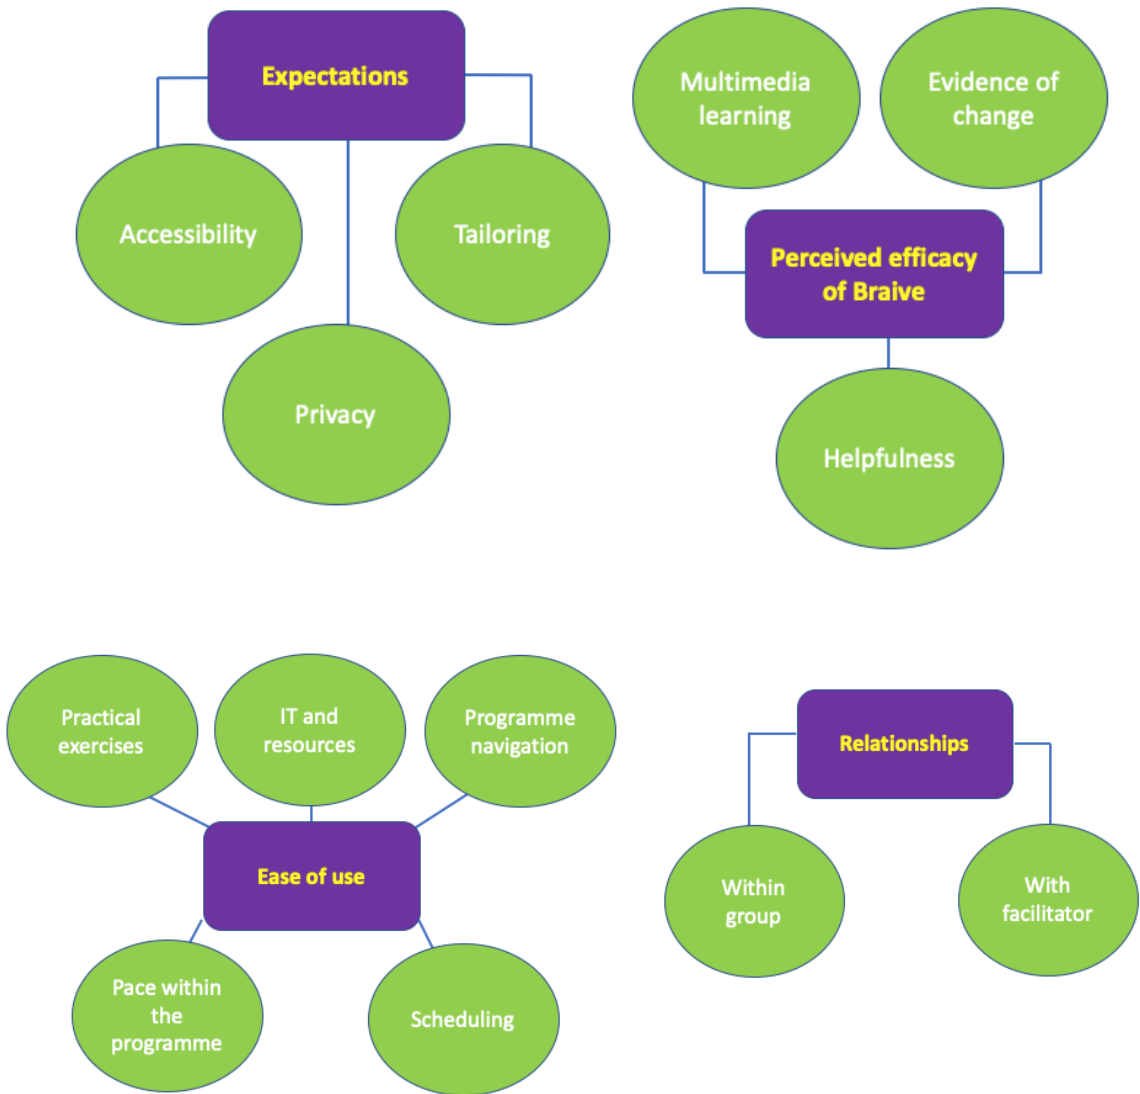 Expectations
Accessibility
Tailoring
Privacy
Multimedia
learning
Evidence of
change
Perceived efficacy
of Braive
Helpfulness
Practical
exercises
IT and
resources
Programme
navigation
Ease of use
Pace within
the
programme
Scheduling
Relationships
Within
group
With
facilitator